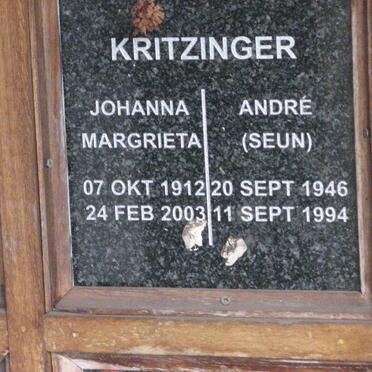 KRITZINGER
JOHANNA ANDRÉ
MARGRIETA (SEUN)
07 OKT 1912 20 SEPT 1946
24 FEB 2003 11 SEPT 1994